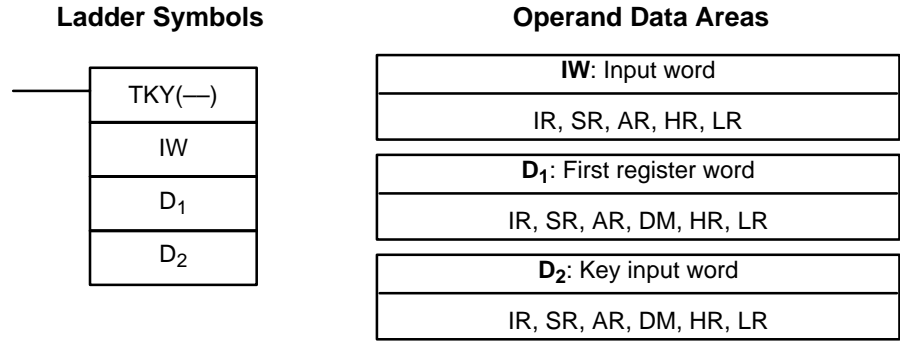 Ladder Symbols
TKY(—)
IW
D1
D2
Operand Data Areas
IW: Input word
IR, SR, AR, HR, LR
D1: First register word
IR, SR, AR, DM, HR, LR
D2: Key input word
IR, SR, AR, DM, HR, LR